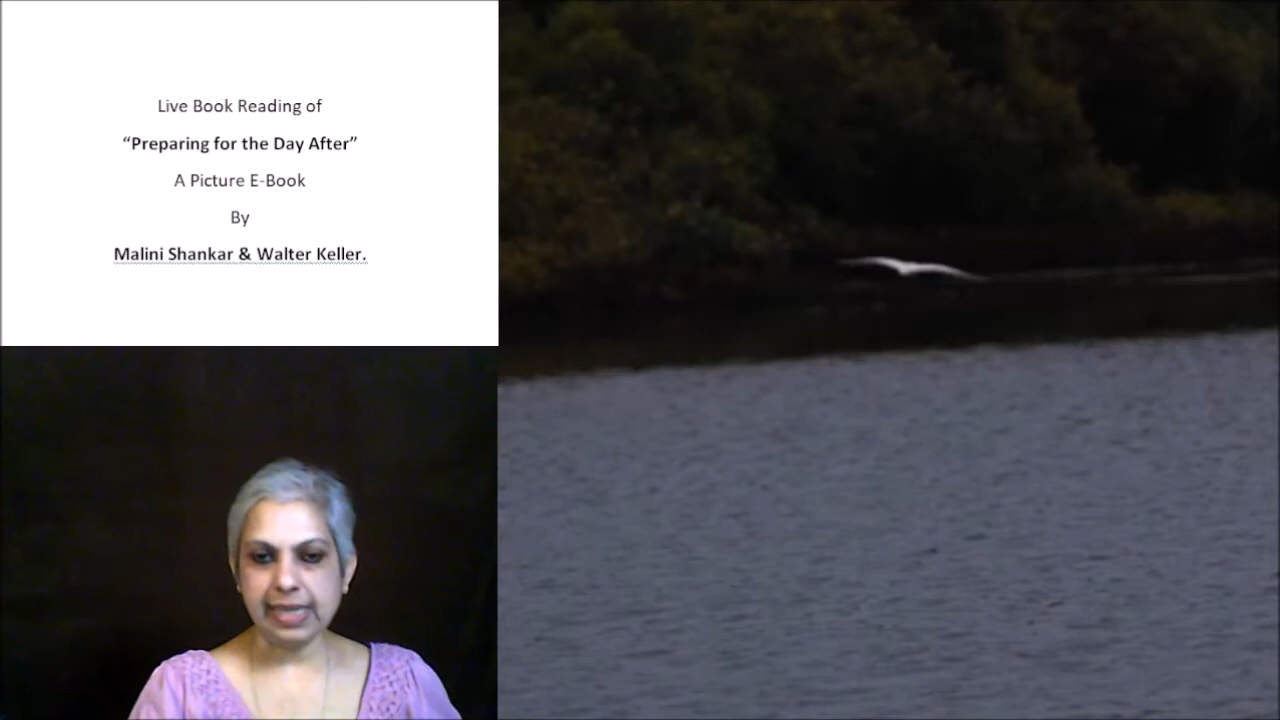 Live Book Reading of
“Preparing for the Day After”
A Picture E-Book
By
Malini Shankar & Walter Keller.